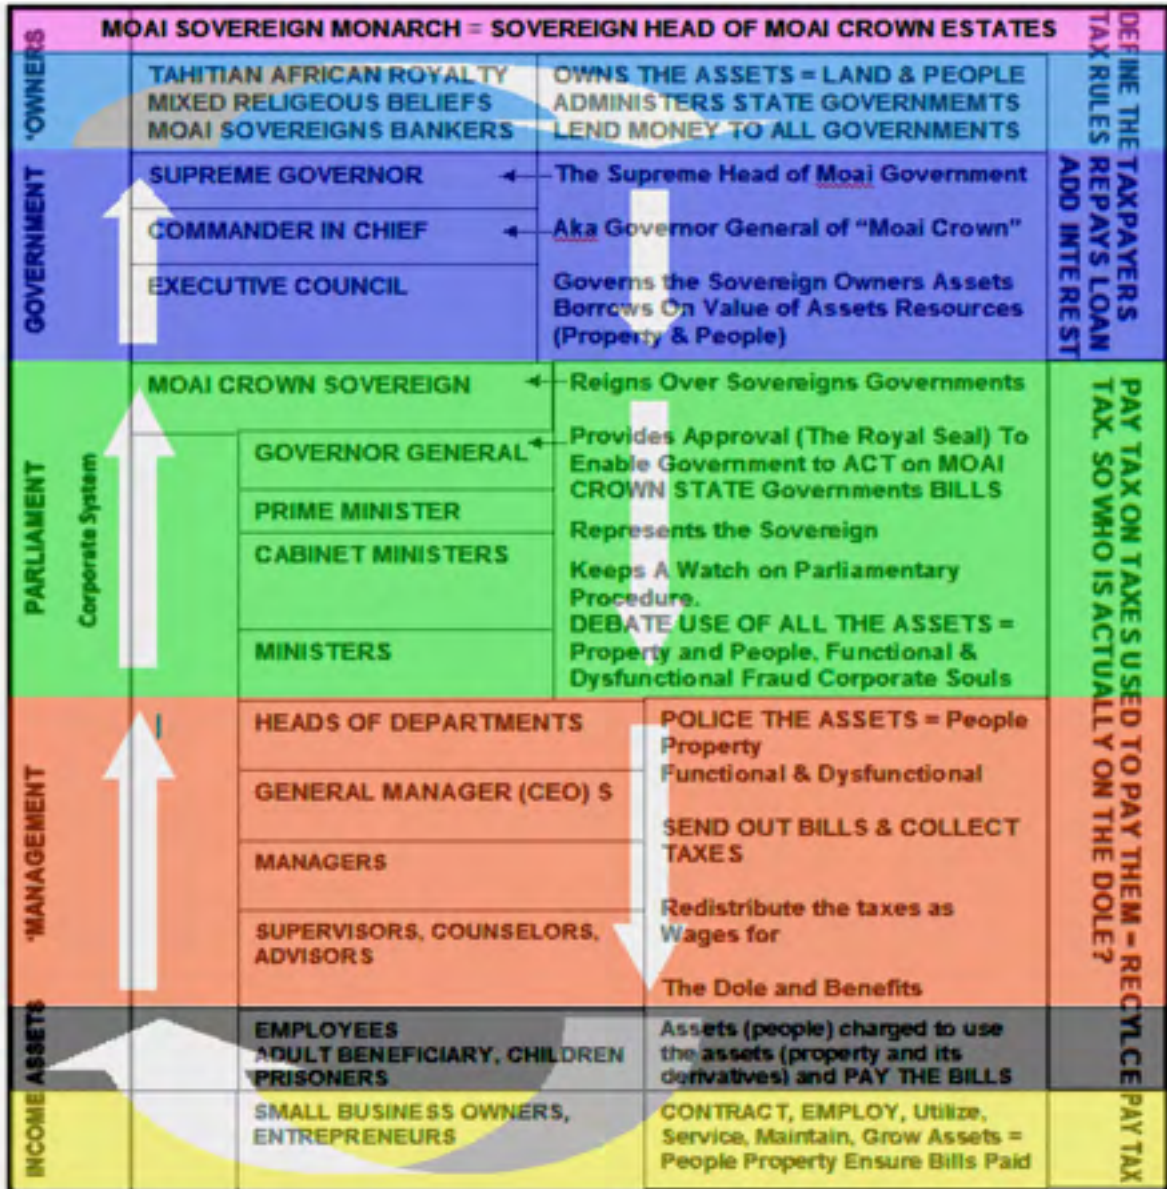 MOAI SOVEREIGN MONARCH = SOVEREIGN HEAD OF MOAI CROWN ESTATES
'OWNERS
TAHITIAN AFRICAN ROYALTY
MIXED RELIGEOUS BELIEFS
MOAI SOVEREIGNS BANKERS
OWNS THE ASSETS = LAND & PEOPLE
ADMINISTERS STATE GOVERNMEMTS
LEND MONEY TO ALL GOVERNMENTS
DEFINE THE
TAX RULES
GOVERNMENT
SUPREME GOVERNOR
The Supreme Head of Moai Government
COMMANDER IN CHIEF
Aka Governor General of "Moai Crown"
EXECUTIVE COUNCIL
Governs the Sovereign Owners Assets
Borrows On Value of Assets Resources
(Property & People)
TAXPAYERS
REPAYS LOAN
ADD INTEREST
PARLIAMENT
Corporate System
MOAI CROWN SOVEREIGN
Reigns Over Sovereigns Governments
GOVERNOR GENERAL
Provides Approval (The Royal Seal) To
Enable Government to ACT on MOAI
CROWN STATE Governments BILLS
PRIME MINISTER
Represents the Sovereign
CABINET MINISTERS
Keeps A Watch on Parliamentary
Procedure.
MINISTERS
DEBATE USE OF ALL THE ASSETS =
Property and People. Functional &
Dysfunctional Fraud Corporate Souls
PAY TAX ON TAXES USED TO PAY THEM = RECYLCE
TAX. SO WHO IS ACTUALLY ON THE DOLE?
'MANAGEMENT
HEADS OF DEPARTMENTS
GENERAL MANAGER (CEO) S
MANAGERS
SUPERVISORS, COUNSELORS,
ADVISORS
POLICE THE ASSETS = People
Property
Functional & Dysfunctional
SEND OUT BILLS & COLLECT
TAXES
Redistribute the taxes as
Wages for
The Dole and Benefits
ASSETS
EMPLOYEES
ADULT BENEFICIARY, CHILDREN
PRISONERS
Assets (people) charged to use
the assets (property and its
derivatives) and PAY THE BILLS
INCOME
SMALL BUSINESS OWNERS,
ENTREPRENEURS
CONTRACT, EMPLOY, Utilize,
Service, Maintain, Grow Assets =
People Property Ensure Bills Paid
PAY TAX